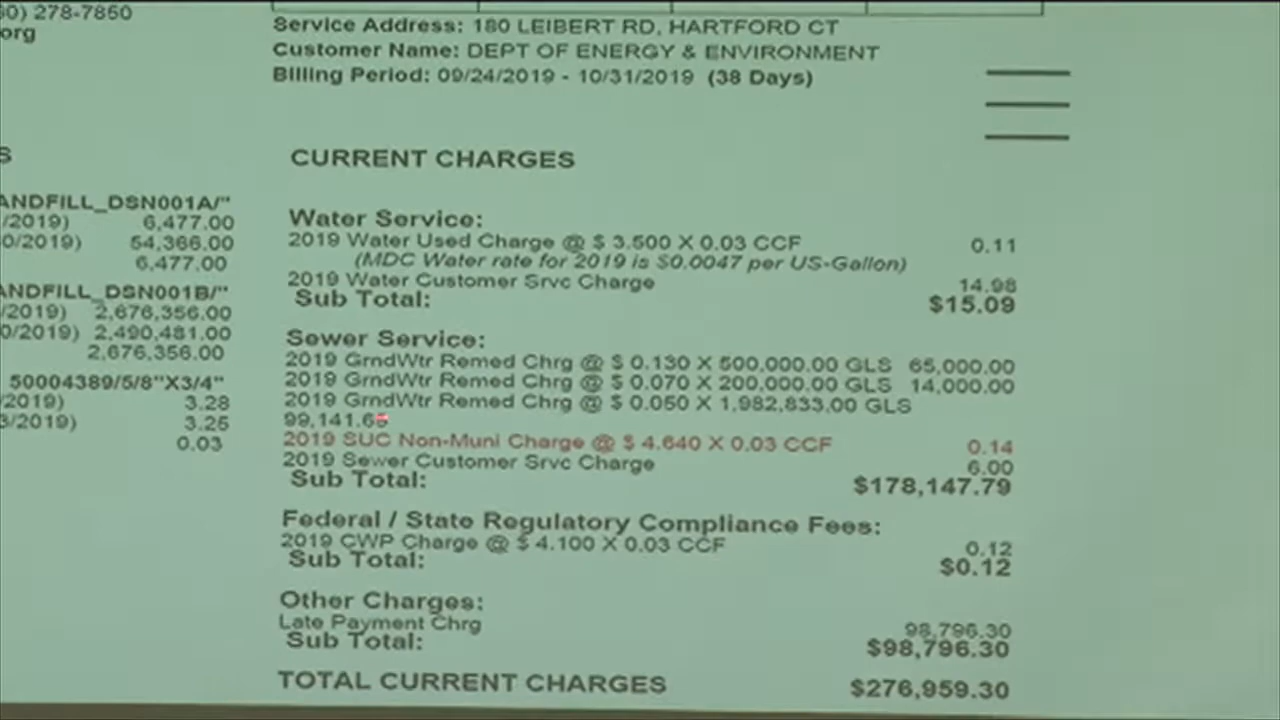 0) 278-7850
org
Service Address: 180 LEIBERT RD, HARTFORD CT
Customer Name: DEPT OF ENERGY & ENVIRONMENT
Billing Period: 09/24/2019 - 10/31/2019 (38 Days)
S
ANDFILL_DSN001A/"
/2019) 6,477.00
0/2019) 54,366.00
6,477.00
ANDFILL_DSN001B/"
/2019) 2,676,356.00
0/2019) 2,490,481.00
2,676,356.00
50004389/5/8"X3/4"
/2019) 3.28
3/2019) 3.25
0.03
CURRENT CHARGES
Water Service:
2019 Water Used Charge @ $ 3.500 X 0.03 CCF 0.11
(MDC Water rate for 2019 is $0.0047 per US-Gallon)
2019 Water Customer Srvc Charge 14.98
Sub Total: $15.09
Sewer Service:
2019 GrndWtr Remed Chrg @ $ 0.130 X 500,000.00 GLS 65,000.00
2019 GrndWtr Remed Chrg @ $ 0.070 X 200,000.00 GLS 14,000.00
2019 GrndWtr Remed Chrg @ $ 0.050 X 1,982,833.00 GLS
99,141.65
2019 SUC Non-Muni Charge @ $ 4.640 X 0.03 CCF 0.14
2019 Sewer Customer Srvc Charge 6.00
Sub Total: $178,147.79
Federal / State Regulatory Compliance Fees:
2019 CWP Charge @ $ 4.100 X 0.03 CCF 0.12
Sub Total: $0.12
Other Charges:
Late Payment Chrg 98,796.30
Sub Total: $98,796.30
TOTAL CURRENT CHARGES $276,959.30